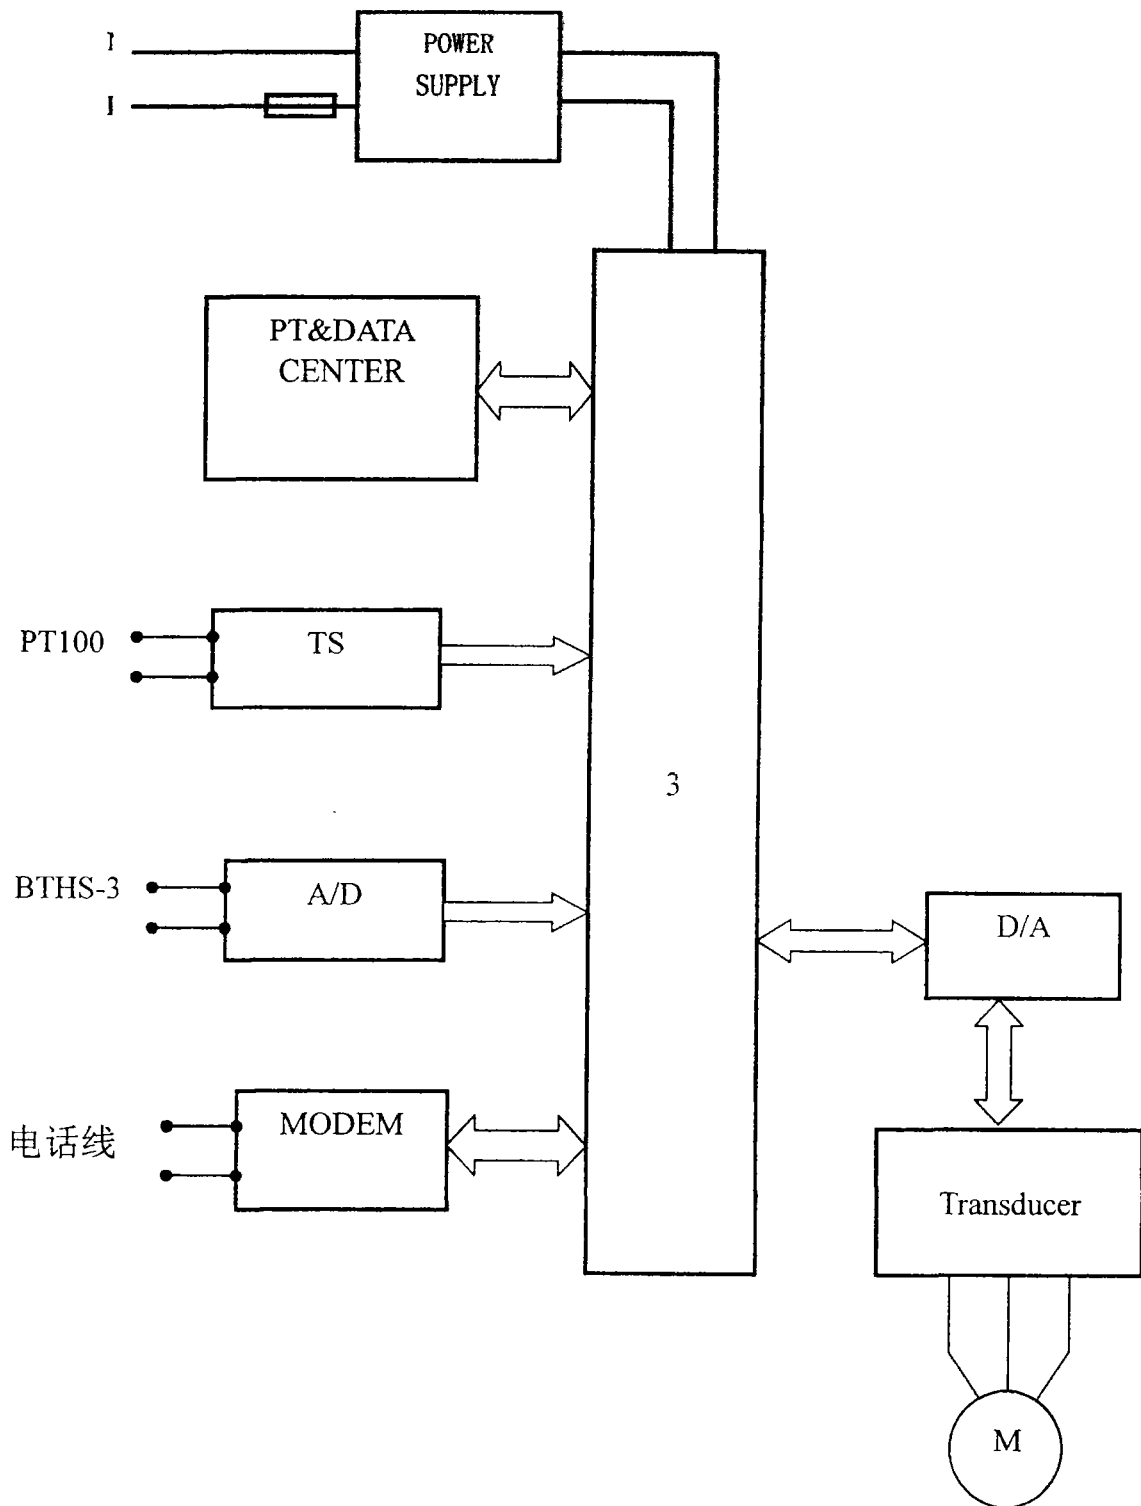 POWER
SUPPLY
PT&DATA
CENTER
PT100
TS
3
BTHS-3
A/D
D/A
电话线
MODEM
Transducer
M